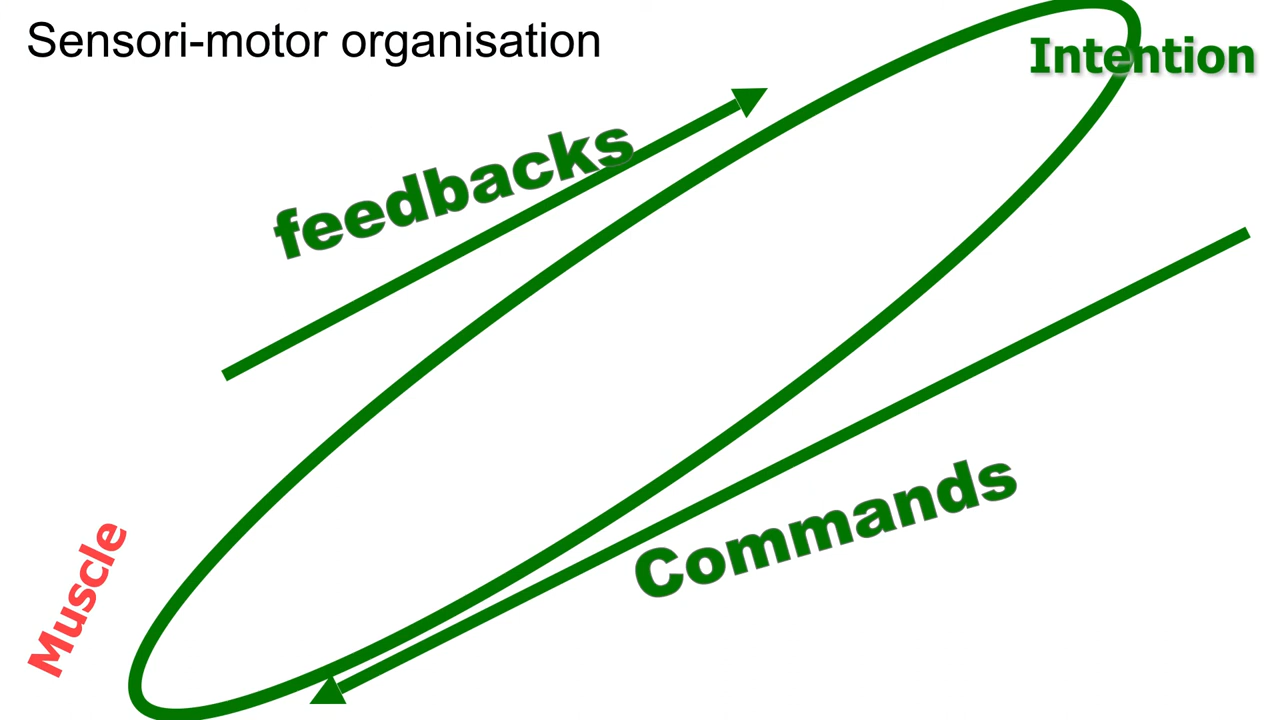 Sensori-motor organisation
Intention
feedbacks
Commands
Muscle